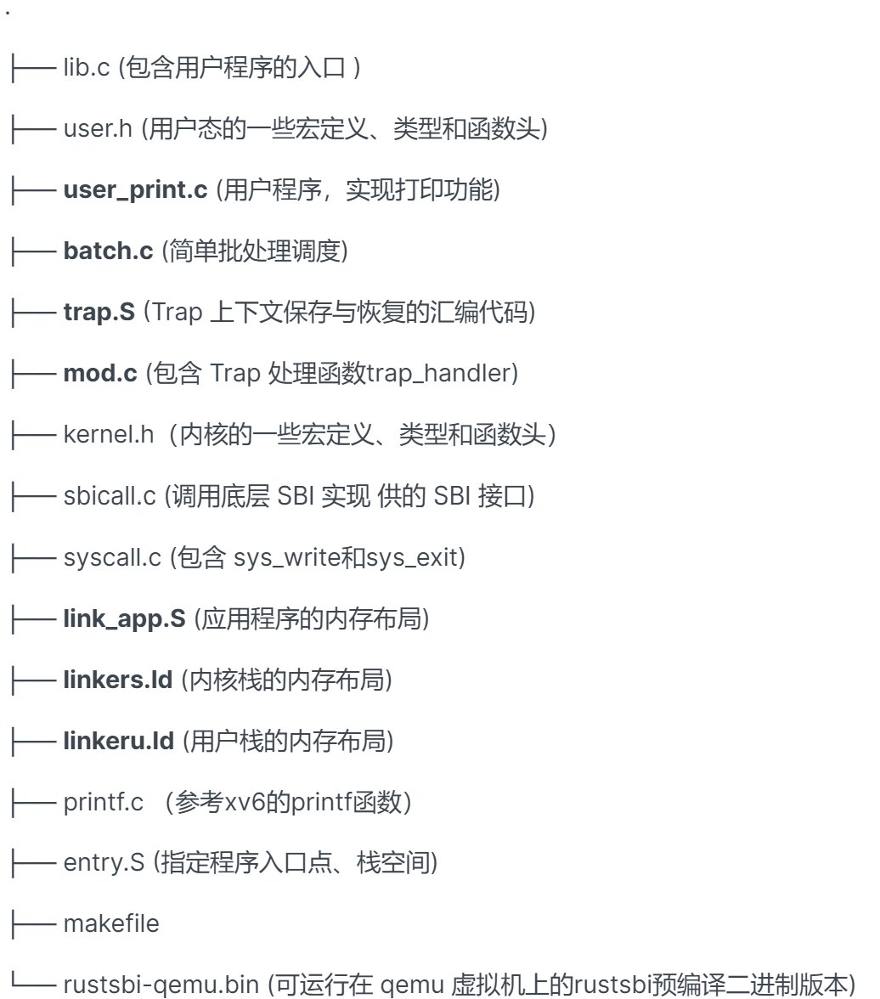 .
├── lib.c (包含用户程序的入口 )
├── user.h (用户态的一些宏定义、类型和函数头)
├── user_print.c (用户程序，实现打印功能)
├── batch.c (简单批处理调度)
├── trap.S (Trap 上下文保存与恢复的汇编代码)
├── mod.c (包含 Trap 处理函数trap_handler)
├── kernel.h（内核的一些宏定义、类型和函数头）
├── sbicall.c (调用底层 SBI 实现 供的 SBI 接口)
├── syscall.c (包含 sys_write和sys_exit)
├── link_app.S (应用程序的内存布局)
├── linkers.ld (内核栈的内存布局)
├── linkeru.ld (用户栈的内存布局)
├── printf.c （参考xv6的printf函数）
├── entry.S (指定程序入口点、栈空间)
├── makefile
└── rustsbi-qemu.bin (可运行在 qemu 虚拟机上的rustsbi预编译二进制版本)